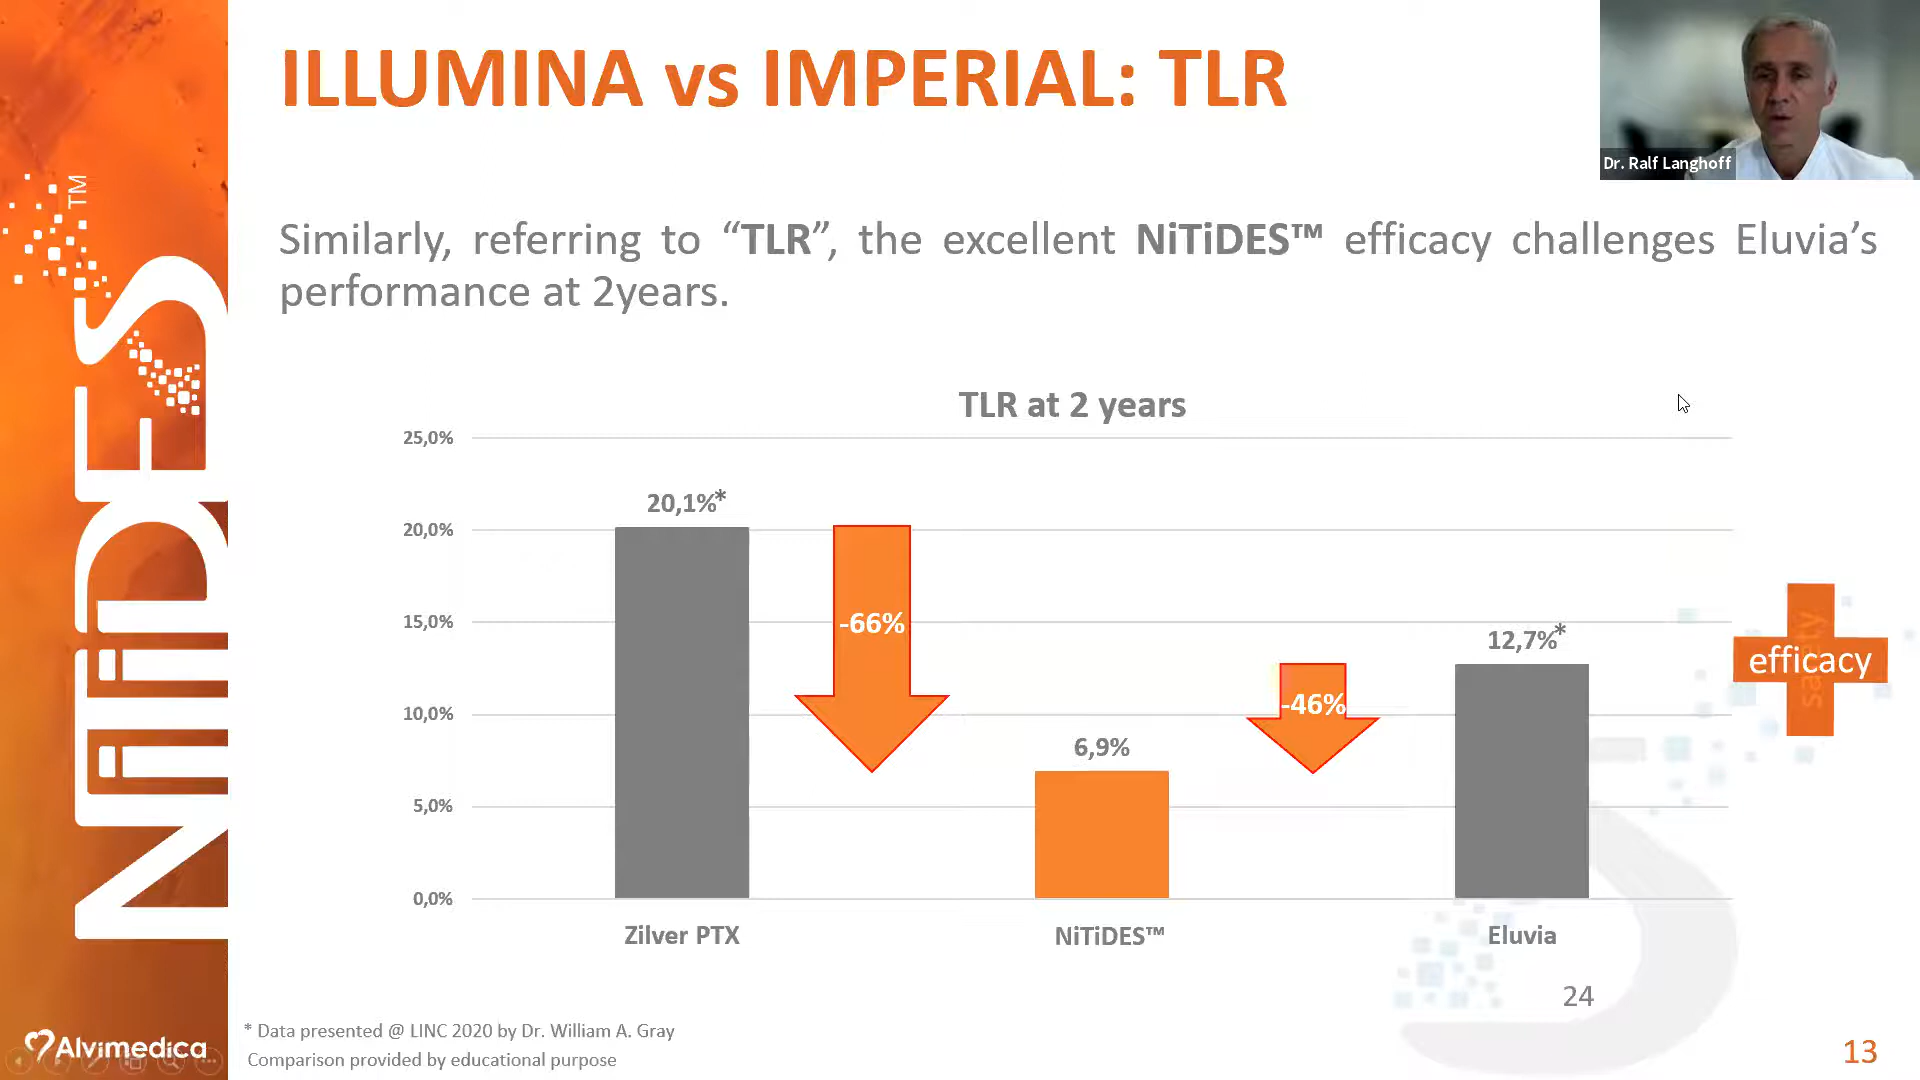 ILLUMINA vs IMPERIAL: TLR
Dr. Ralf Langhoff
NiTiDES™
Similarly, referring to “TLR”, the excellent NiTiDES™ efficacy challenges Eluvia’s
performance at 2years.
TLR at 2 years
25,0%
20,0%
15,0%
10,0%
5,0%
0,0%
20,1%*
-66%
6,9%
-46%
12,7%*
Zilver PTX
NiTiDES™
Eluvia
efficacy
safety
24
* Data presented @ LINC 2020 by Dr. William A. Gray
Comparison provided by educational purpose
Alvimedica
13